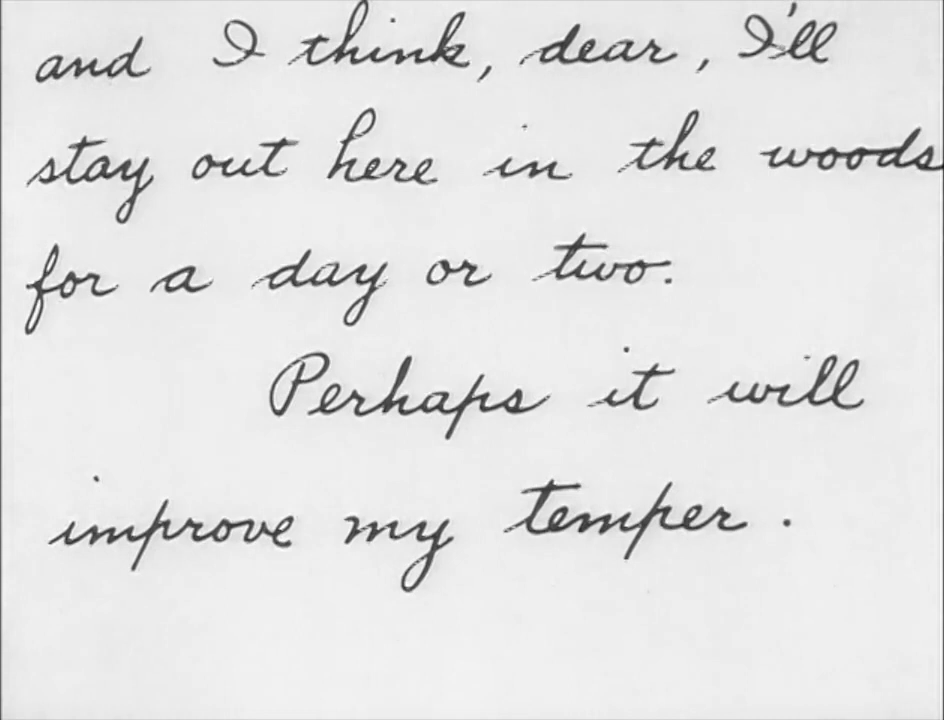 and I think, dear, I'll
stay out here in the woods
for a day or two.
Perhaps it will
improve my temper.